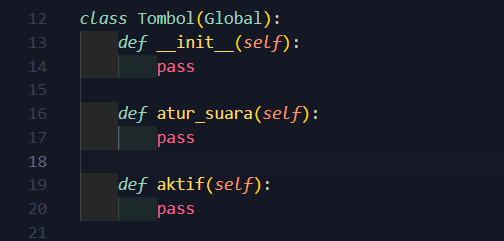 12 class Tombol(Global):
13     def __init__(self):
14         pass
15
16     def atur_suara(self):
17         pass
18
19     def aktif(self):
20         pass
21